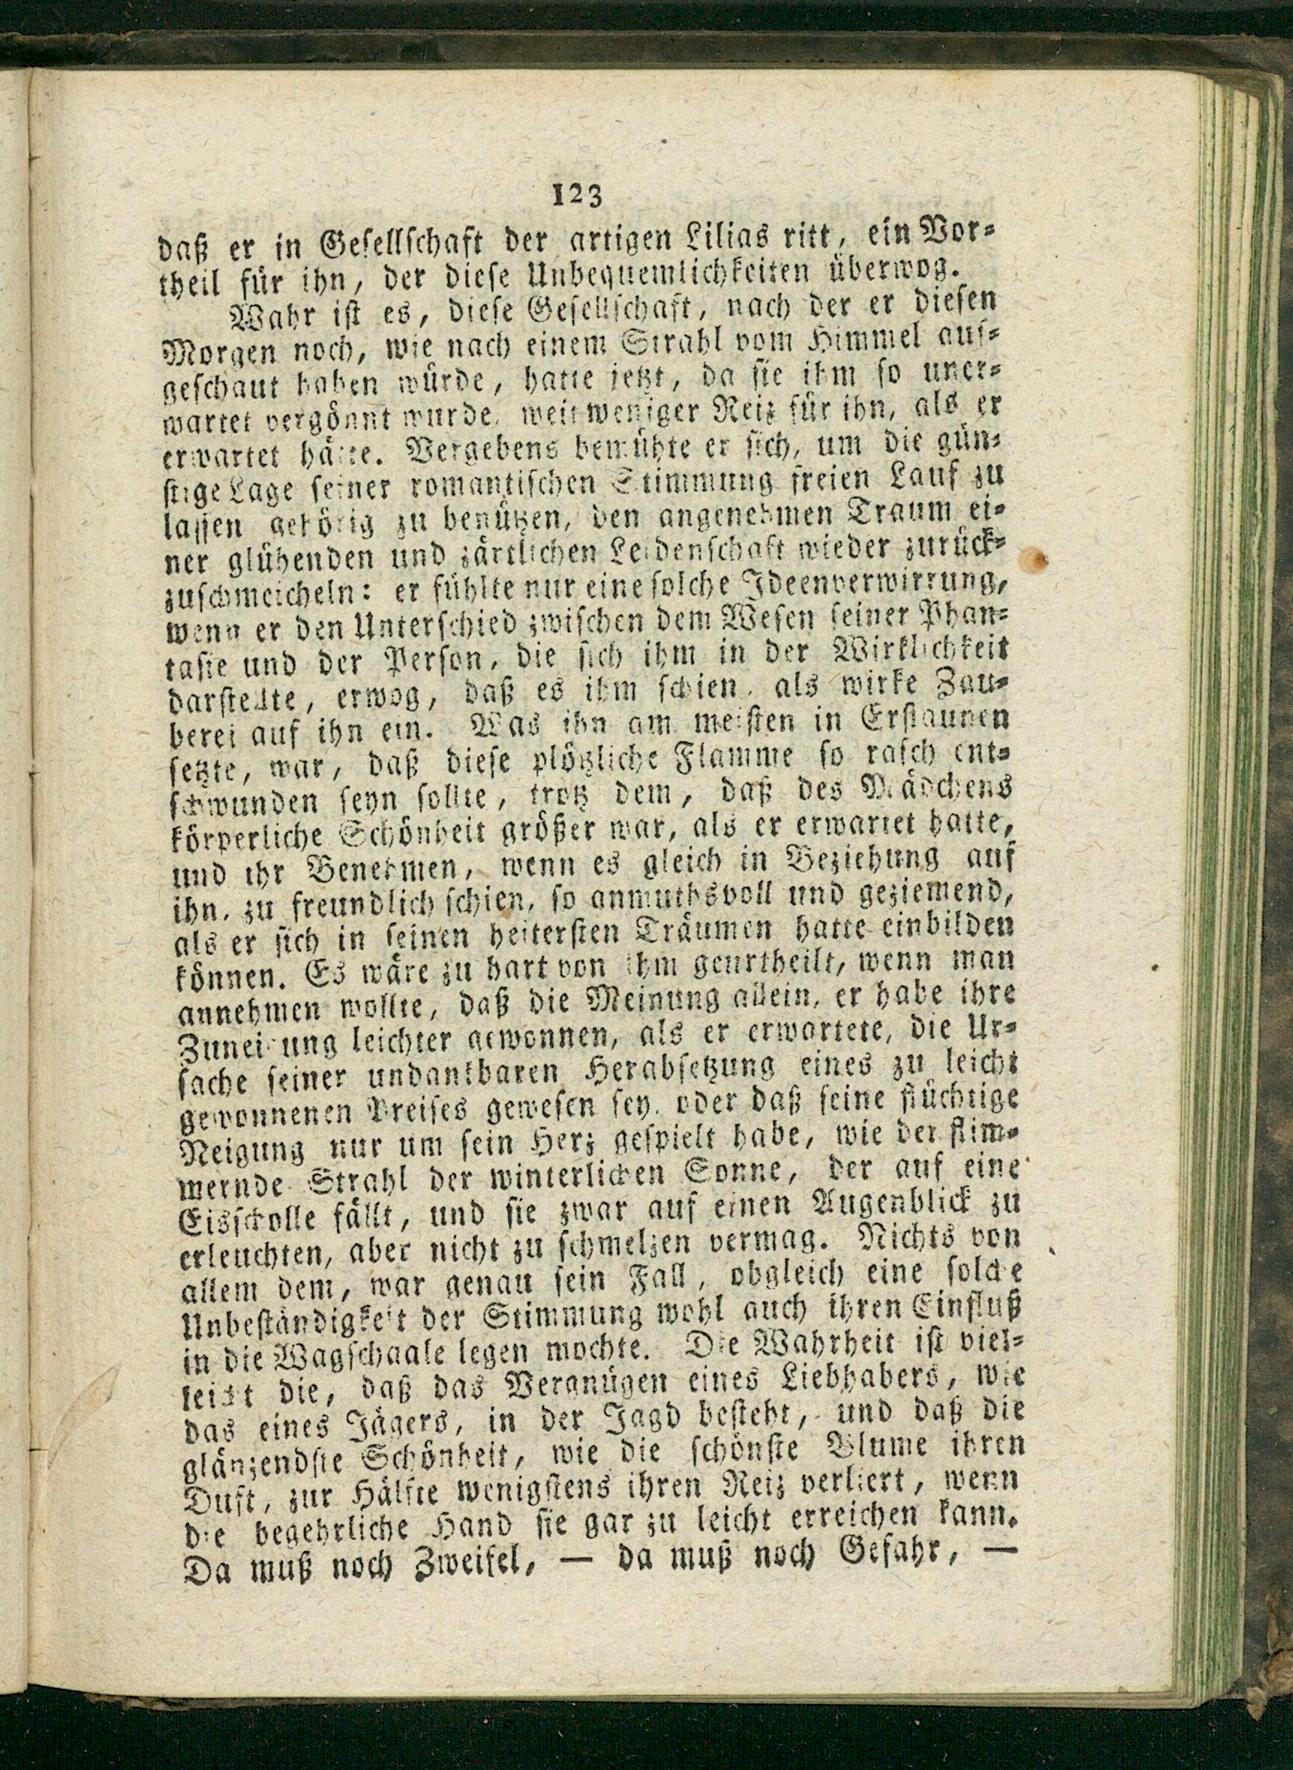 123
daß er in Gesellschaft der artigen Lilias ritt, ein Vor-
theil für ihn, der diese Unbequemlichkeiten überwog.
Wahr ist es, diese Gesellschaft, nach der er diesen
Morgen noch, wie nach einem Strahl vom Himmel auf-
geschaut haben würde, hatte jetzt, da sie ihm so uner-
wartet vergönnt wurde, weit weniger Reiz für ihn, als er
erwartet hätte. Vergebens bemühte er sich, um die gün-
stige Lage seiner romantischen Stimmung freien Lauf zu
lassen gehörig zu benützen, den angenehmen Traum ei-
ner glühenden und zärtlichen Leidenschaft wieder zurück-
zuschmeicheln: er fühlte nur eine solche Ideenverwirrung,
wenn er den Unterschied zwischen dem Wesen seiner Phan-
tasie und der Person, die sich ihm in der Wirklichkeit
darstellte, erwog, daß es ihm schien, als wirke Zau-
berei auf ihn ein. Was ihn am meisten in Erstaunen
setzte, war, daß diese plötzliche Flamme so rasch ent-
schwunden seyn sollte, trotz dem, daß des Mädchens
körperliche Schönheit größer war, als er erwartet hatte,
und ihr Benehmen, wenn es gleich in Beziehung auf
ihn, zu freundlich schien, so anmuthsvoll und geziemend,
als er sich in seinen heitersten Träumen hatte einbilden
können. Es wäre zu hart von ihm geurtheilt, wenn man
annehmen wollte, daß die Meinung allein, er habe ihre
Zuneigung leichter gewonnen, als er erwartete, die Ur-
sache seiner undankbaren Herabsetzung eines zu leicht
gewonnenen Preises gewesen sey, oder daß seine flüchtige
Neigung nur um sein Herz gespielt habe, wie der flim-
mernde Strahl der winterlichen Sonne, der auf eine
Eisscholle fällt, und sie zwar auf einen Augenblick zu
erleuchten, aber nicht zu schmelzen vermag. Nichts von
allem dem, war genau sein Fall, obgleich eine solche
Unbeständigkeit der Stimmung wohl auch ihren Einfluß
in die Wagschaale legen mochte. Die Wahrheit ist viel-
leicht die, daß das Vergnügen eines Liebhabers, wie
das eines Jägers, in der Jagd besteht, und daß die
glänzendste Schönheit, wie die schönste Blume ihren
Duft, zur Hälfte wenigstens ihren Reiz verliert, wenn
die begehrliche Hand sie gar zu leicht erreichen kann.
Da muß noch Zweifel, — da muß noch Gefahr, —